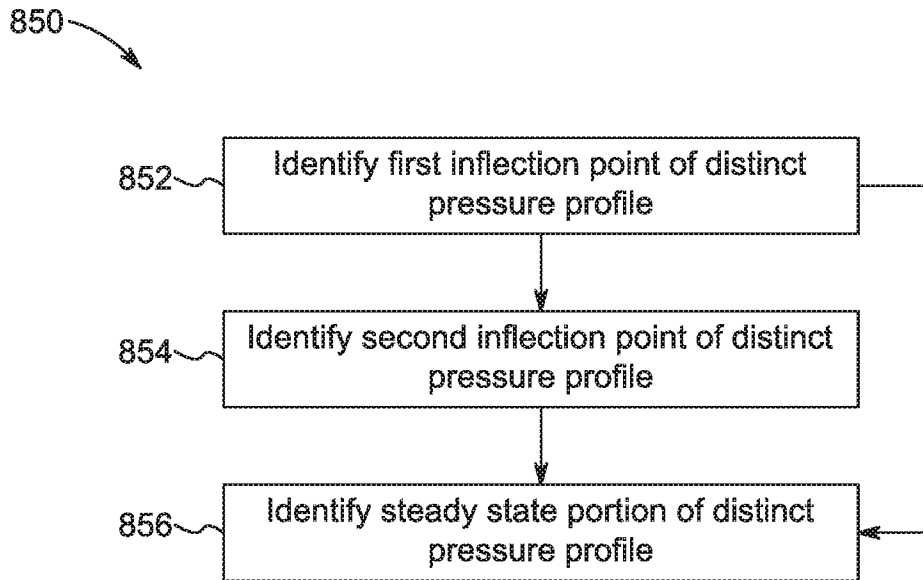 850
852
Identify first inflection point of distinct
pressure profile
854
Identify second inflection point of distinct
pressure profile
856
Identify steady state portion of distinct
pressure profile